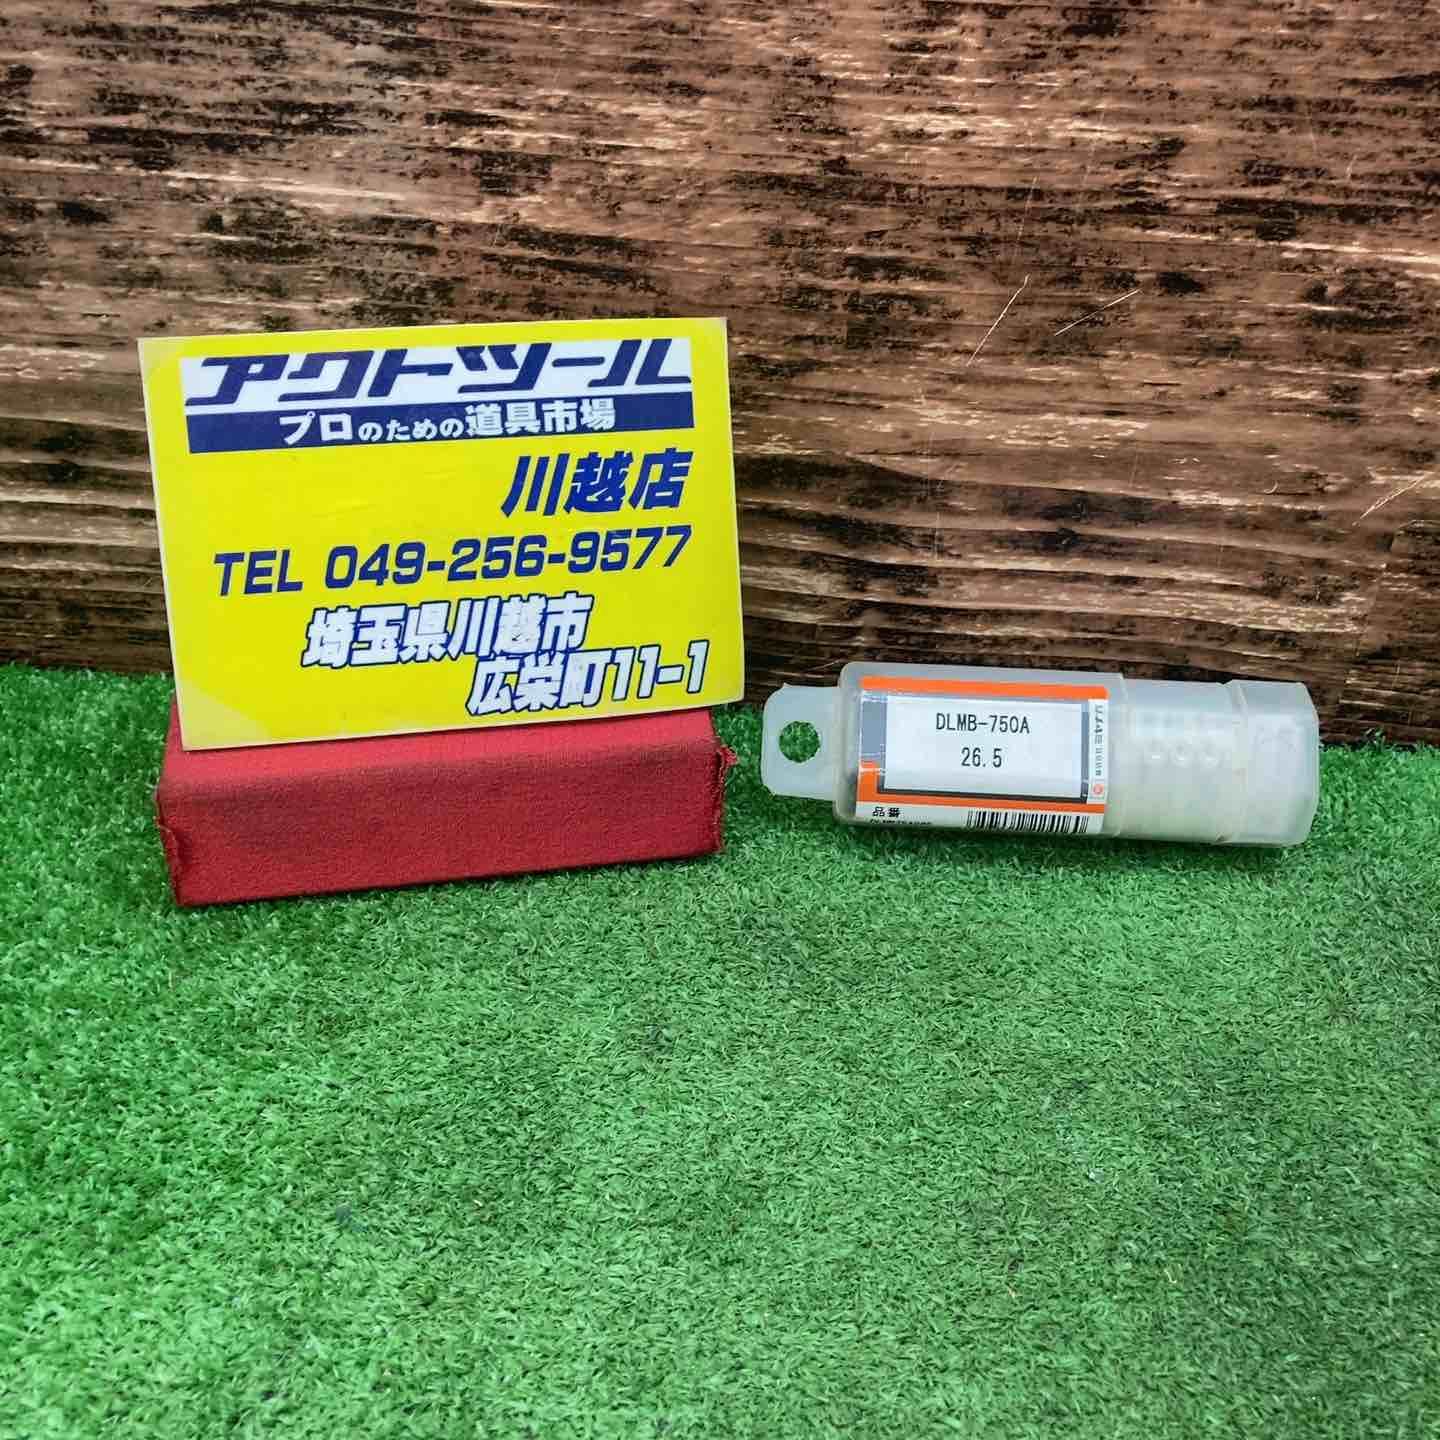 アクトツール
プロのための道具市場
川越店
TEL 049-256-9577
埼玉県川越市
広栄町11-1
DLMB-750A
26.5
品番